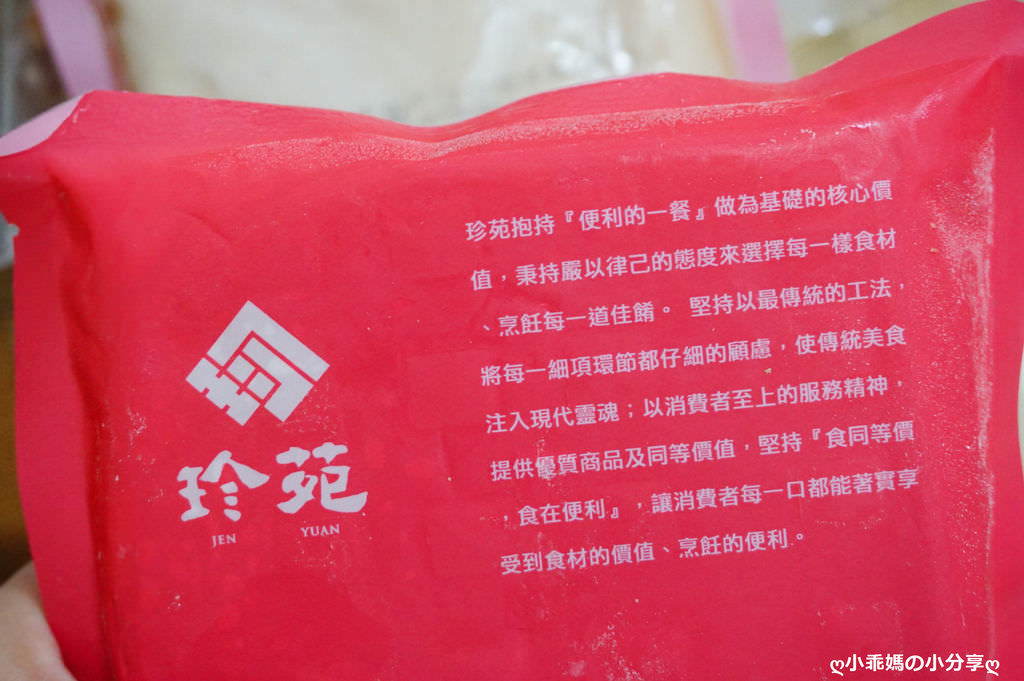 珍苑抱持『便利的一餐』做為基礎的核心價
值，秉持嚴以律己的態度來選擇每一樣食材
、烹飪每一道佳餚。 堅持以最傳統的工法，
將每一細項環節都仔細的顧慮，使傳統美食
注入現代靈魂；以消費者至上的服務精神，
提供優質商品及同等價值，堅持『食同等價
，食在便利』，讓消費者每一口都能著實享
受到食材的價值、烹飪的便利。
珍苑
JEN YUAN
ღ小乖媽の小分享ღ